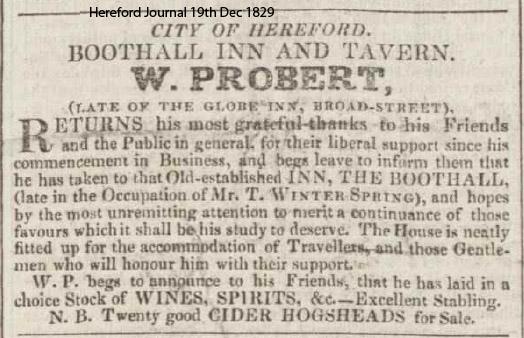 Hereford Journal 19th Dec 1829
CITY OF HEREFORD.
BOOTHALL INN AND TAVERN.
W. PROBERT,
(LATE OF THE GLOBE INN, BROAD-STREET),
RETURNS his most grateful thanks to his Friends
and the Public in general, for their liberal support since his
commencement in Business, and begs leave to inform them that
he has taken to that Old-established INN, THE BOOTHALL,
(late in the Occupation of Mr. T. WINTER SPRING), and hopes
by the most unremitting attention to merit a continuance of those
favours which it shall be his study to deserve. The House is neatly
fitted up for the accommodation of Travellers, and those Gentle-
men who will honour him with their support.
W. P. begs to announce to his Friends, that he has laid in a
choice Stock of WINES, SPIRITS, &c.—Excellent Stabling.
N. B. Twenty good CIDER HOGSHEADS for Sale.